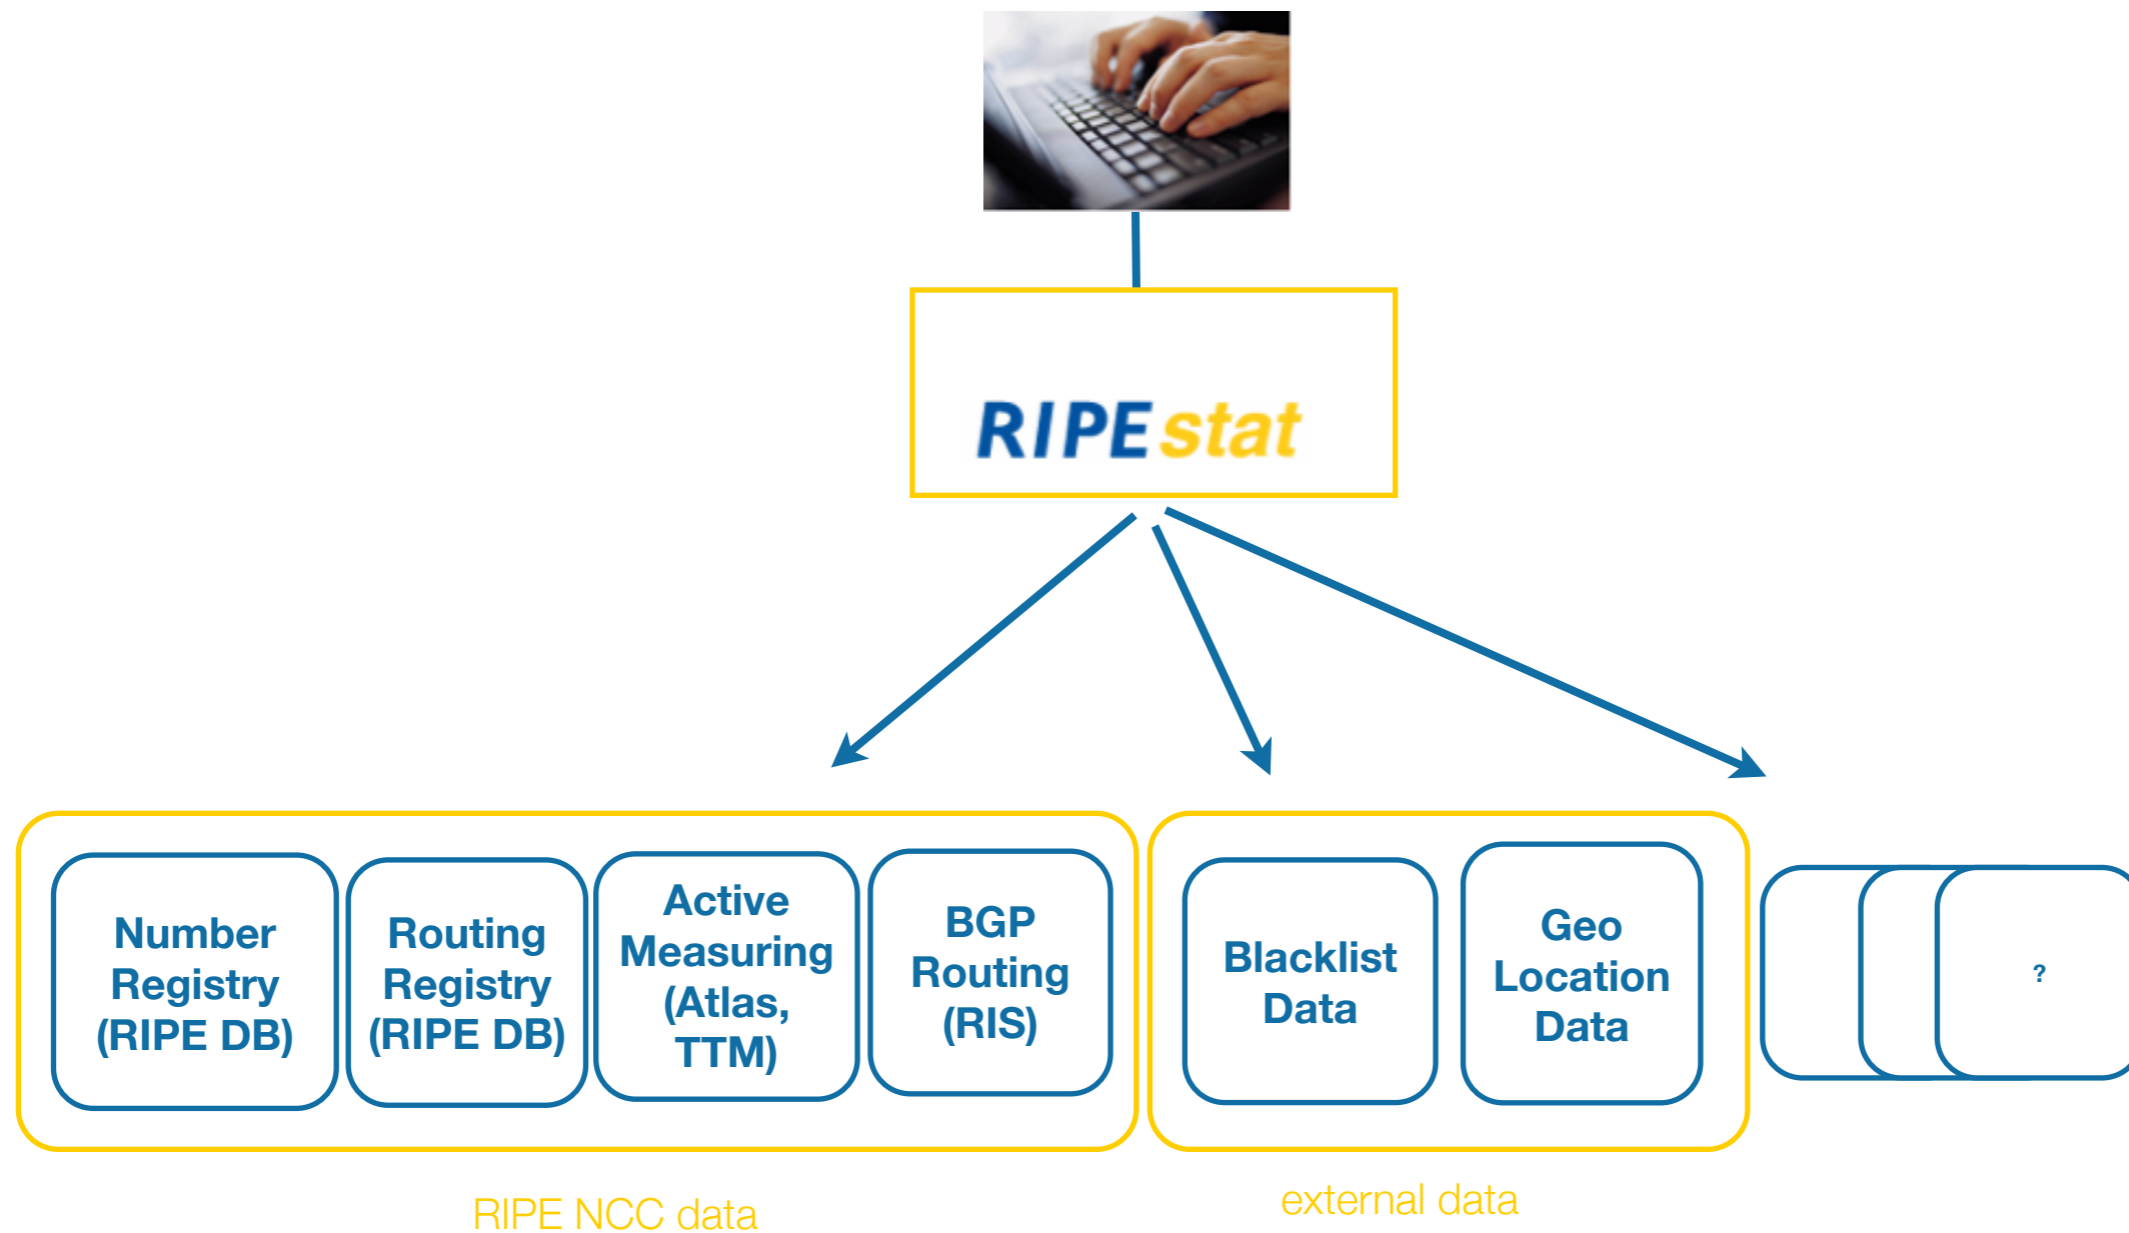 RIPEstat
Number
Registry
(RIPE DB)
Routing
Registry
(RIPE DB)
Active
Measuring
(Atlas,
TTM)
BGP
Routing
(RIS)
Blacklist
Data
Geo
Location
Data
?
RIPE NCC data
external data